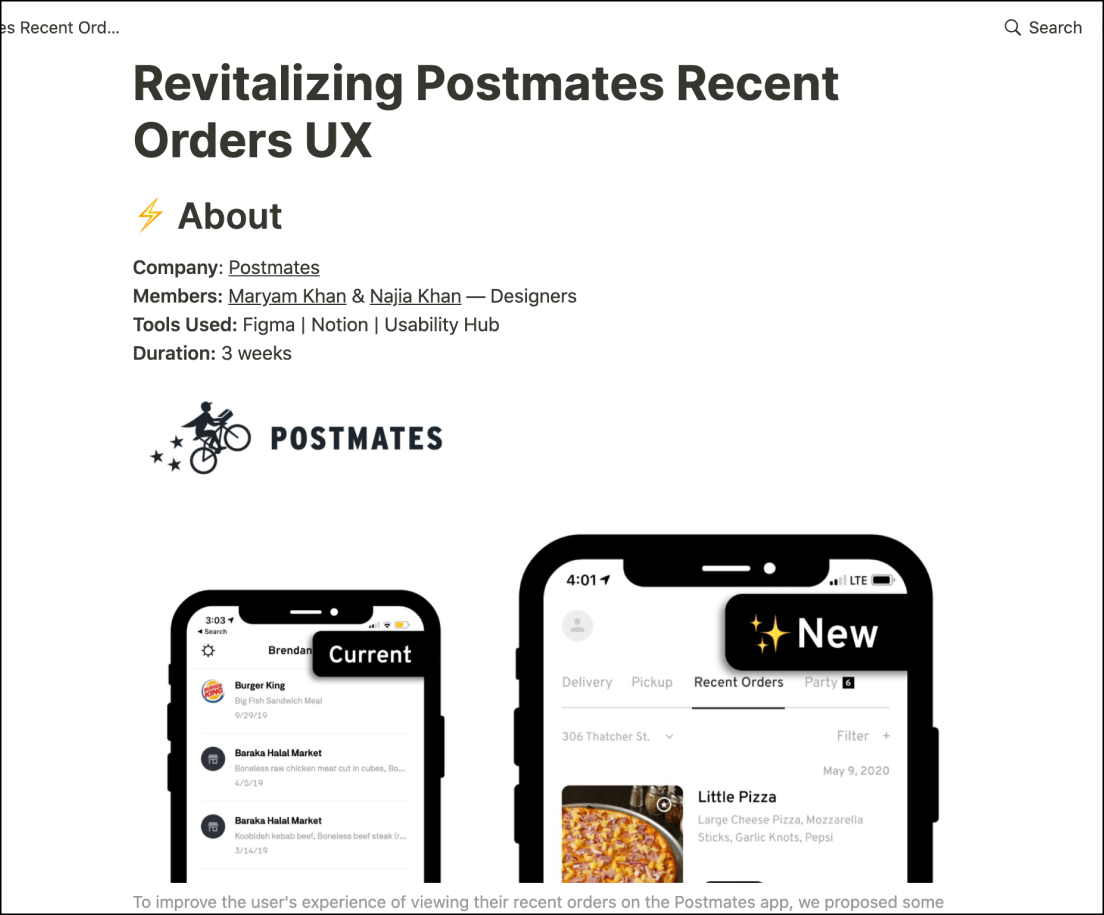 es Recent Ord...
Search
Revitalizing Postmates Recent
Orders UX
⚡ About
Company: Postmates
Members: Maryam Khan & Najia Khan — Designers
Tools Used: Figma | Notion | Usability Hub
Duration: 3 weeks
POSTMATES
3:03
Search
Brendan
Current
Burger King
BURGER KING
Big Fish Sandwich Meal
9/29/19
Baraka Halal Market
Boneless raw chicken meat cut in cubes, Bo...
4/5/19
Baraka Halal Market
Koobideh kebab beef, Boneless beef steak (r...
3/14/19
4:01
LTE
✨ New
Delivery Pickup Recent Orders Party 6
306 Thatcher St.
Filter +
May 9, 2020
Little Pizza
Large Cheese Pizza, Mozzarella
Sticks, Garlic Knots, Pepsi
To improve the user's experience of viewing their recent orders on the Postmates app, we proposed some